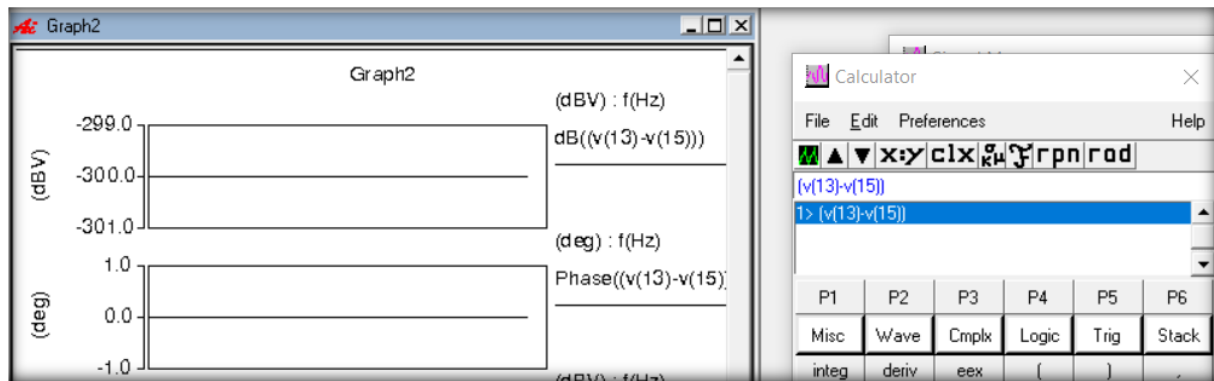 Graph2
Graph2
(dBV) : f(Hz)
dB((v(13)-v(15)))
-299.0
-300.0
-301.0
(dBV)
(deg) : f(Hz)
Phase((v(13)-v(15))
1.0
0.0
-1.0
(deg)
(dBV) : f(Hz)
Calculator
File Edit Preferences Help
x:y clx rpn rad
(v(13)-v(15))
1> (v(13)-v(15))
P1 P2 P3 P4 P5 P6
Misc Wave Cmplx Logic Trig Stack
integ deriv eex ( ) ,